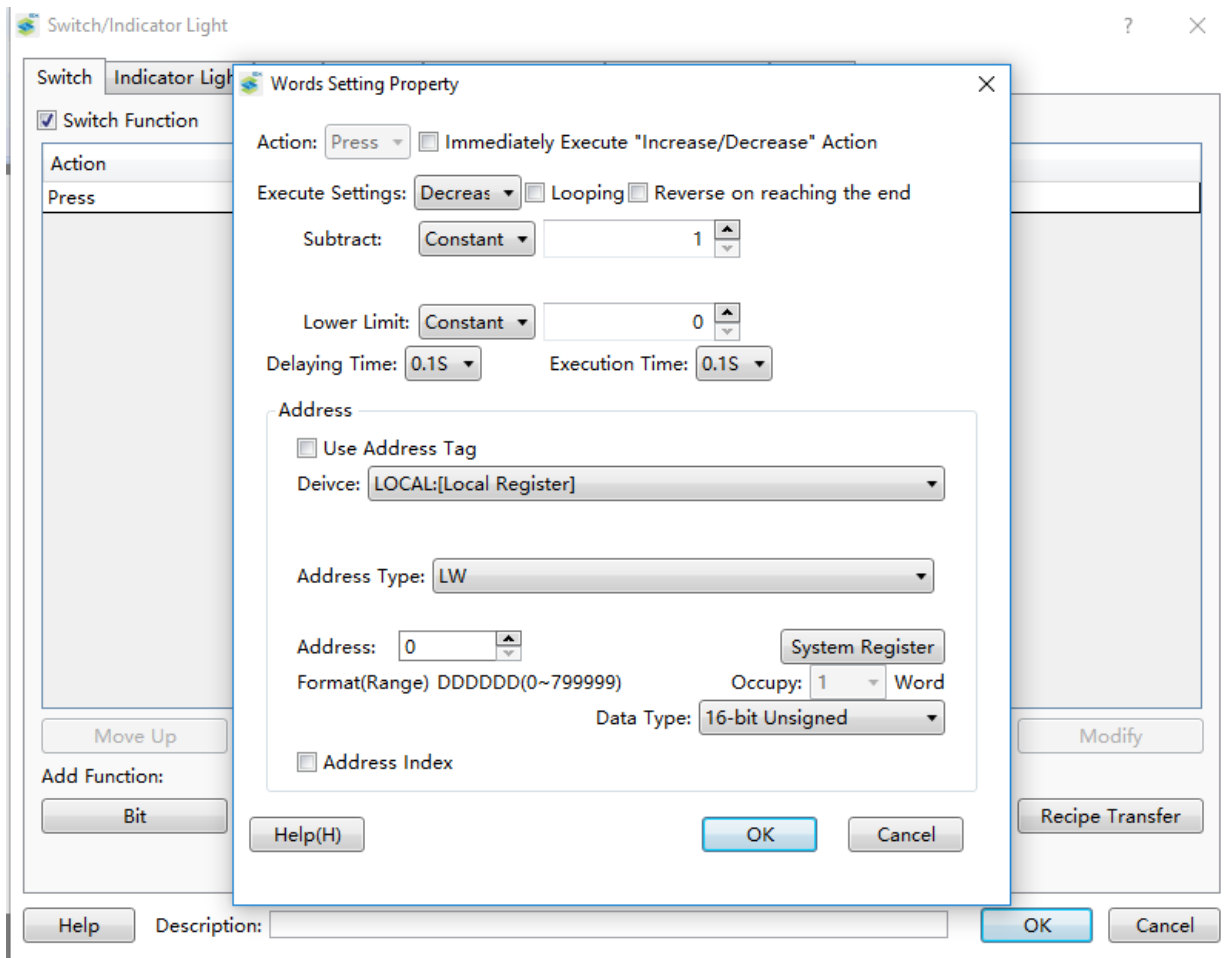 Switch/Indicator Light ?
Switch Indicator Ligh
Switch Function
Action
Press
Move Up Modify
Add Function:
Bit Recipe Transfer
Help Description: OK Cancel
Words Setting Property
Action: Press Immediately Execute "Increase/Decrease" Action
Execute Settings: Decreas Looping Reverse on reaching the end
Subtract: Constant 1
Lower Limit: Constant 0
Delaying Time: 0.1S Execution Time: 0.1S
Address
Use Address Tag
Deivce: LOCAL:[Local Register]
Address Type: LW
Address: 0 System Register
Format(Range) DDDDDD(0~799999) Occupy: 1 Word
Data Type: 16-bit Unsigned
Address Index
Help(H) OK Cancel